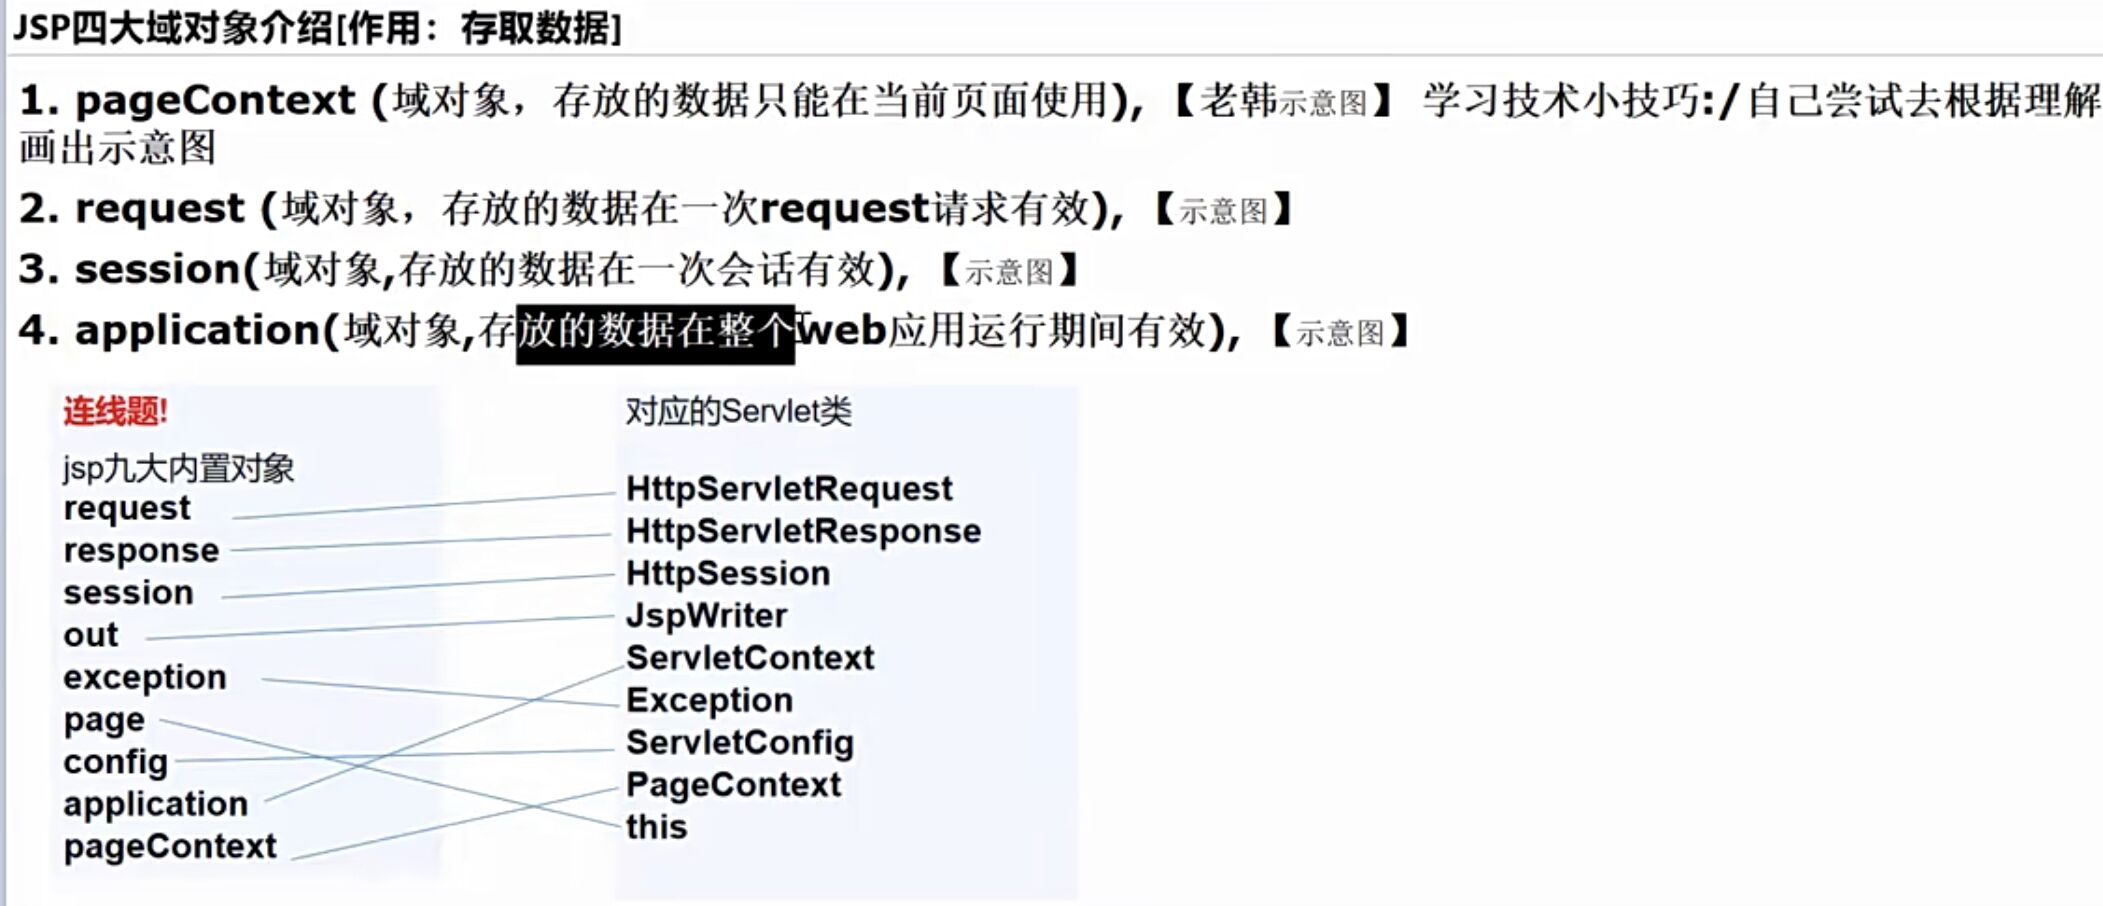 JSP四大域对象介绍[作用：存取数据]
1. pageContext (域对象，存放的数据只能在当前页面使用), 【老韩示意图】 学习技术小技巧:/自己尝试去根据理解
画出示意图
2. request (域对象，存放的数据在一次request请求有效), 【示意图】
3. session(域对象,存放的数据在一次会话有效), 【示意图】
4. application(域对象,存放的数据在整个web应用运行期间有效), 【示意图】
连线题!
jsp九大内置对象
request
response
session
out
exception
page
config
application
pageContext
对应的Servlet类
HttpServletRequest
HttpServletResponse
HttpSession
JspWriter
ServletContext
Exception
ServletConfig
PageContext
this